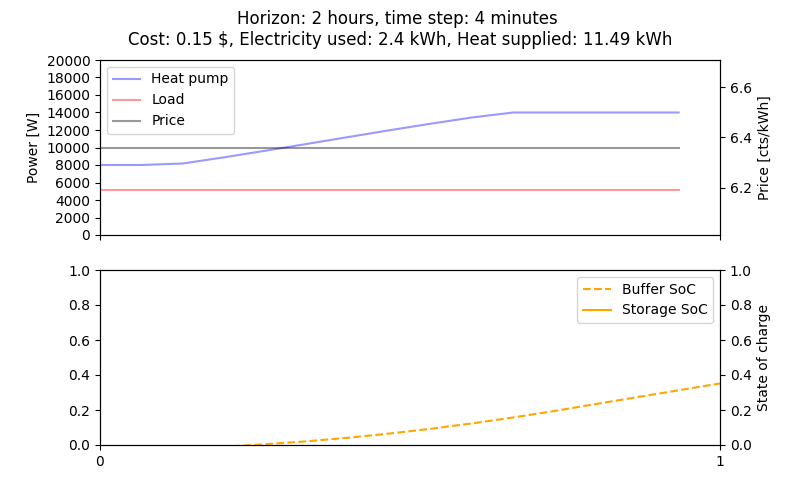 Horizon: 2 hours, time step: 4 minutes
Cost: 0.15 $, Electricity used: 2.4 kWh, Heat supplied: 11.49 kWh
Power [W]
20000
18000
16000
14000
12000
10000
8000
6000
4000
2000
0
Heat pump
Load
Price
6.6
6.4
6.2
Price [cts/kWh]
1.0
0.8
0.6
0.4
0.2
0.0
Buffer SoC
Storage SoC
1.0
0.8
0.6
0.4
0.2
0.0
State of charge
0
1